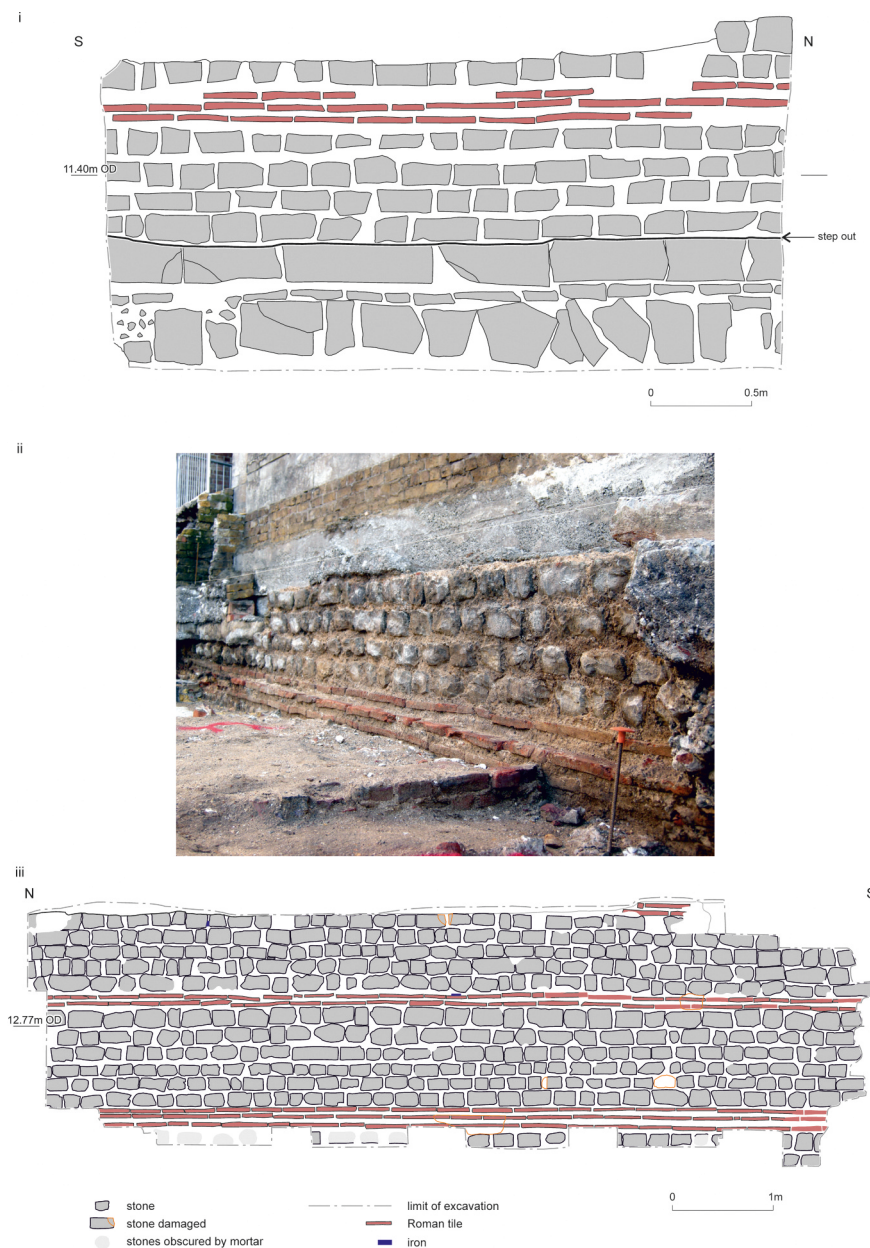 i
S
N
11.40m OD
step out
0
0.5m
ii
iii
N
S
12.77m OD
stone
stone damaged
stones obscured by mortar
limit of excavation
Roman tile
iron
0
1m